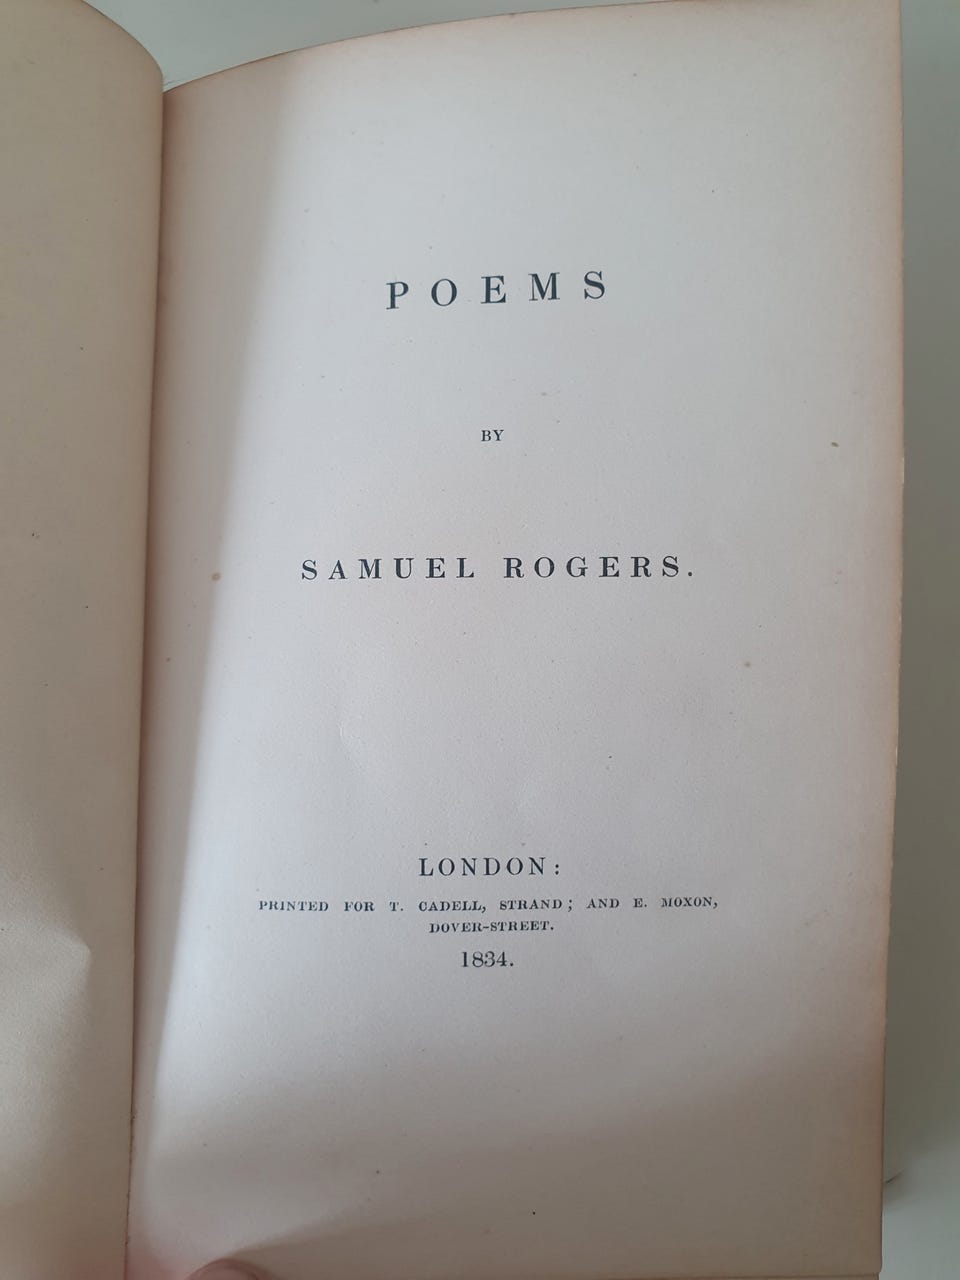 POEMS
BY
SAMUEL ROGERS.
LONDON:
PRINTED FOR T. CADELL, STRAND; AND E. MOXON,
DOVER-STREET.
1834.